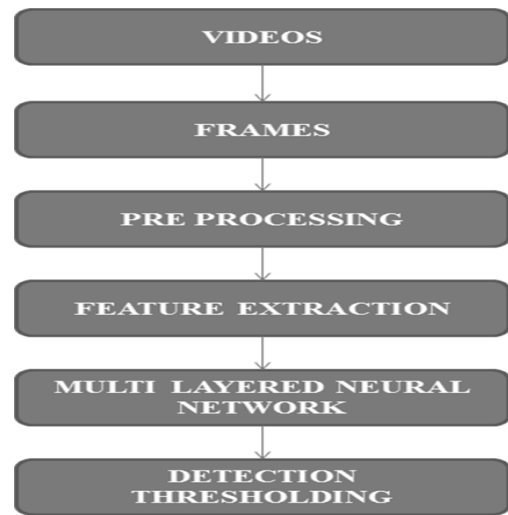 VIDEOS
FRAMES
PRE PROCESSING
FEATURE EXTRACTION
MULTI LAYERED NEURAL
NETWORK
DETECTION
THRESHOLDING